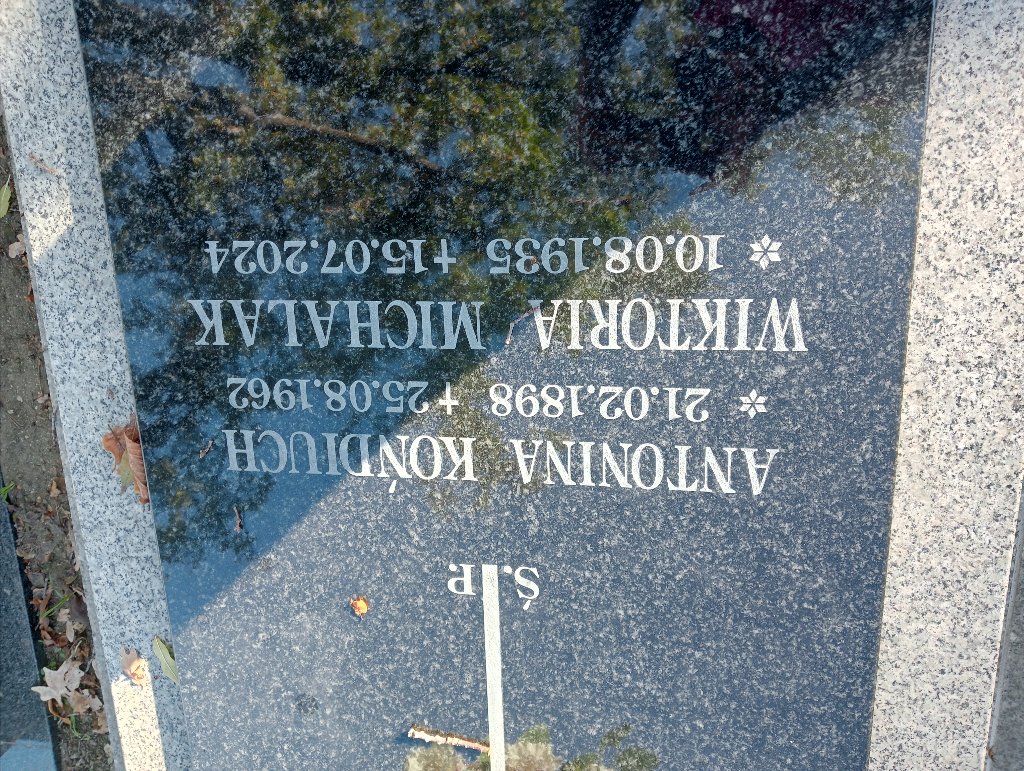 Ś.P.
ANTONINA KOŃDIUCH
* 21.02.1898 +25.08.1962
WIKTORIA MICHALAK
* 10.08.1935 +15.07.2024